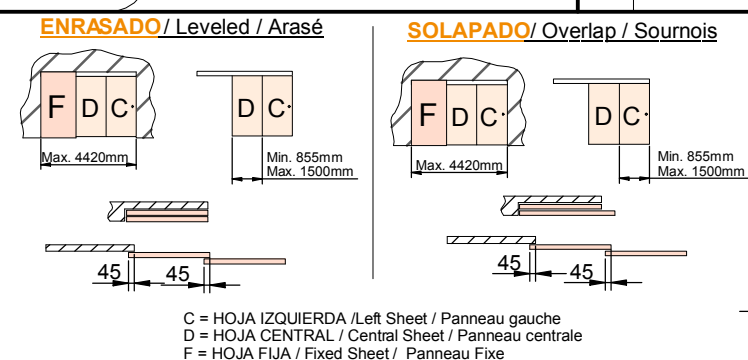 ENRASADO / Leveled / Arasé
F D C
D C
Max. 4420mm
Min. 855mm
Max. 1500mm
45 45
SOLAPADO / Overlap / Sournois
F D C
D C
Max. 4420mm
Min. 855mm
Max. 1500mm
45 45
C = HOJA IZQUIERDA /Left Sheet / Panneau gauche
D = HOJA CENTRAL / Central Sheet / Panneau centrale
F = HOJA FIJA / Fixed Sheet / Panneau Fixe